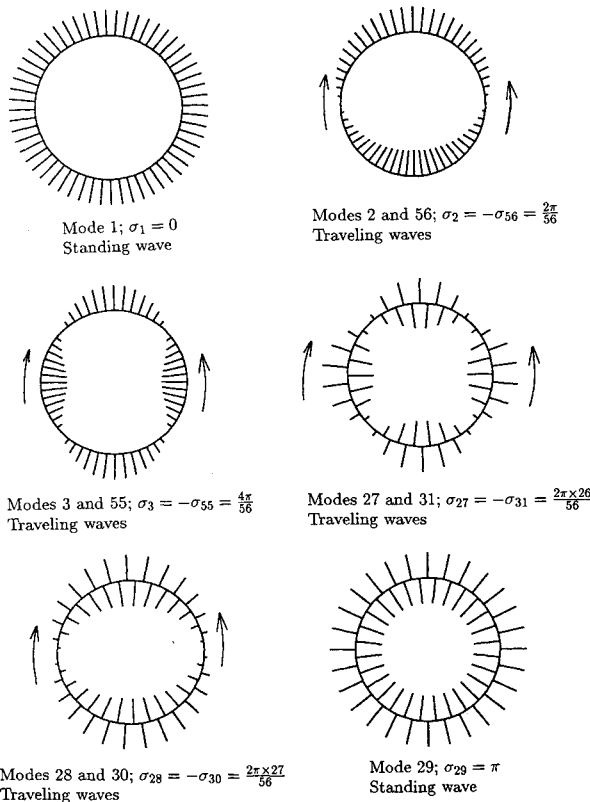 Mode 1; σ₁ = 0
Standing wave
Modes 2 and 56; σ₂ = −σ₅₆ = 2π/56
Traveling waves
Modes 3 and 55; σ₃ = −σ₅₅ = 4π/56
Traveling waves
Modes 27 and 31; σ₂₇ = −σ₃₁ = 2π×26/56
Traveling waves
Modes 28 and 30; σ₂₈ = −σ₃₀ = 2π×27/56
Traveling waves
Mode 29; σ₂₉ = π
Standing wave